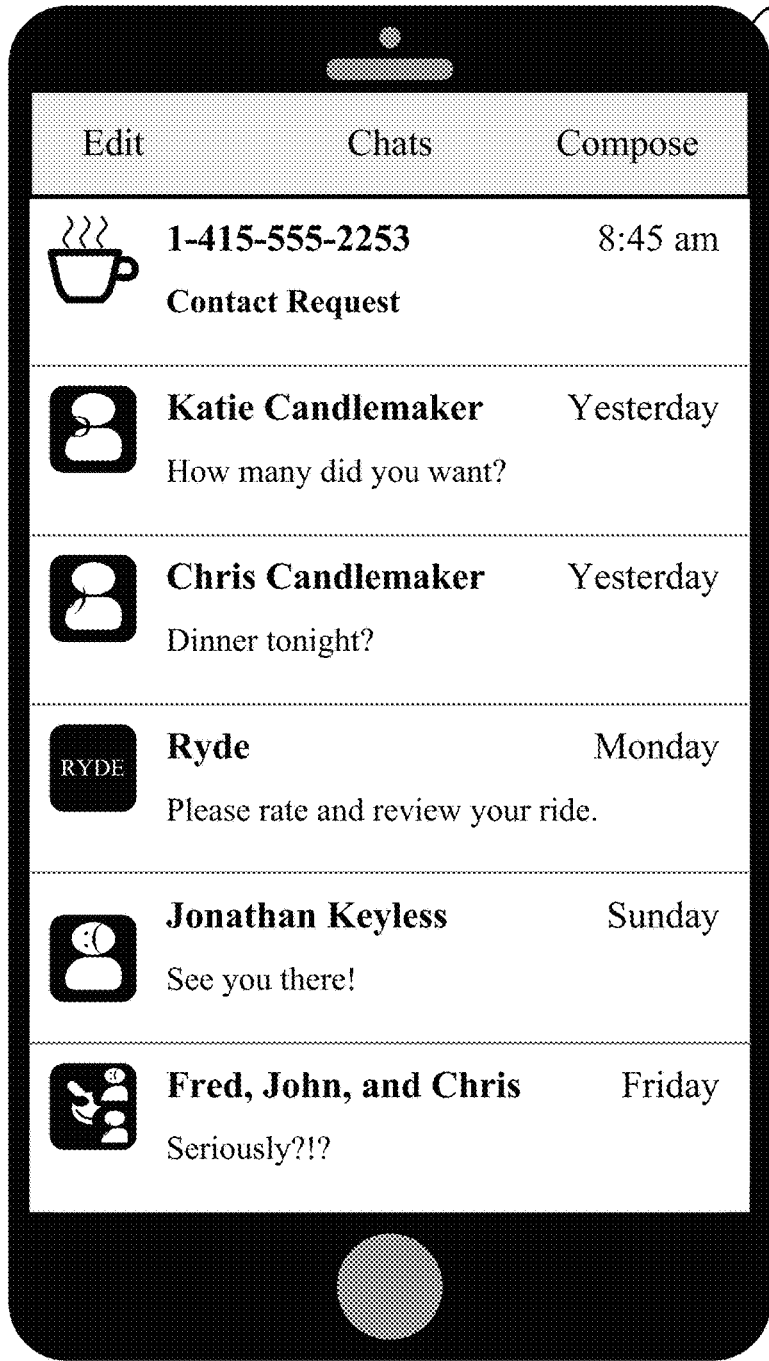 Edit Chats Compose
1-415-555-2253 8:45 am
Contact Request
Katie Candlemaker Yesterday
How many did you want?
Chris Candlemaker Yesterday
Dinner tonight?
RYDE Ryde Monday
Please rate and review your ride.
Jonathan Keyless Sunday
See you there!
Fred, John, and Chris Friday
Seriously?!?